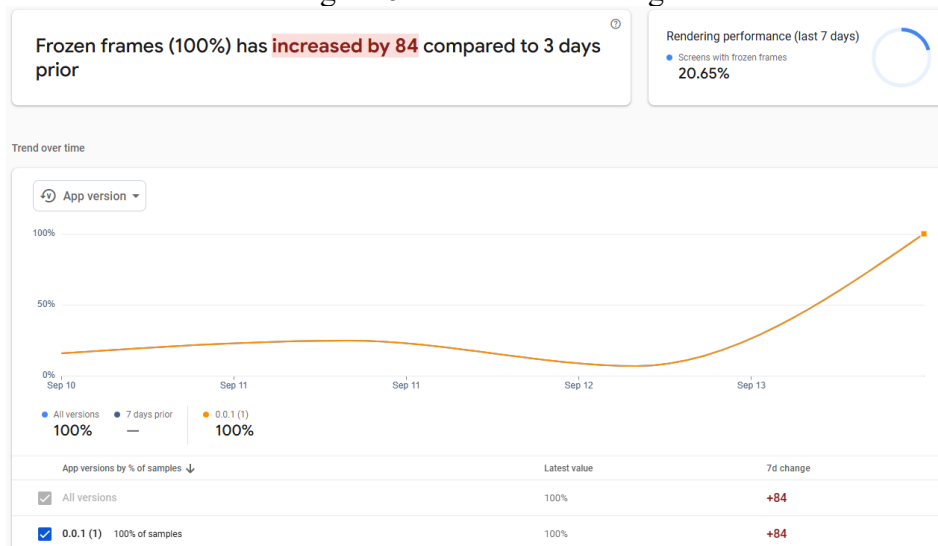 Frozen frames (100%) has increased by 84 compared to 3 days
prior
Rendering performance (last 7 days)
Screens with frozen frames
20.65%
Trend over time
App version
100%
50%
0%
Sep 10 Sep 11 Sep 11 Sep 12 Sep 13
All versions 7 days prior 0.0.1 (1)
100% — 100%
App versions by % of samples Latest value 7d change
All versions 100% +84
0.0.1 (1) 100% of samples 100% +84